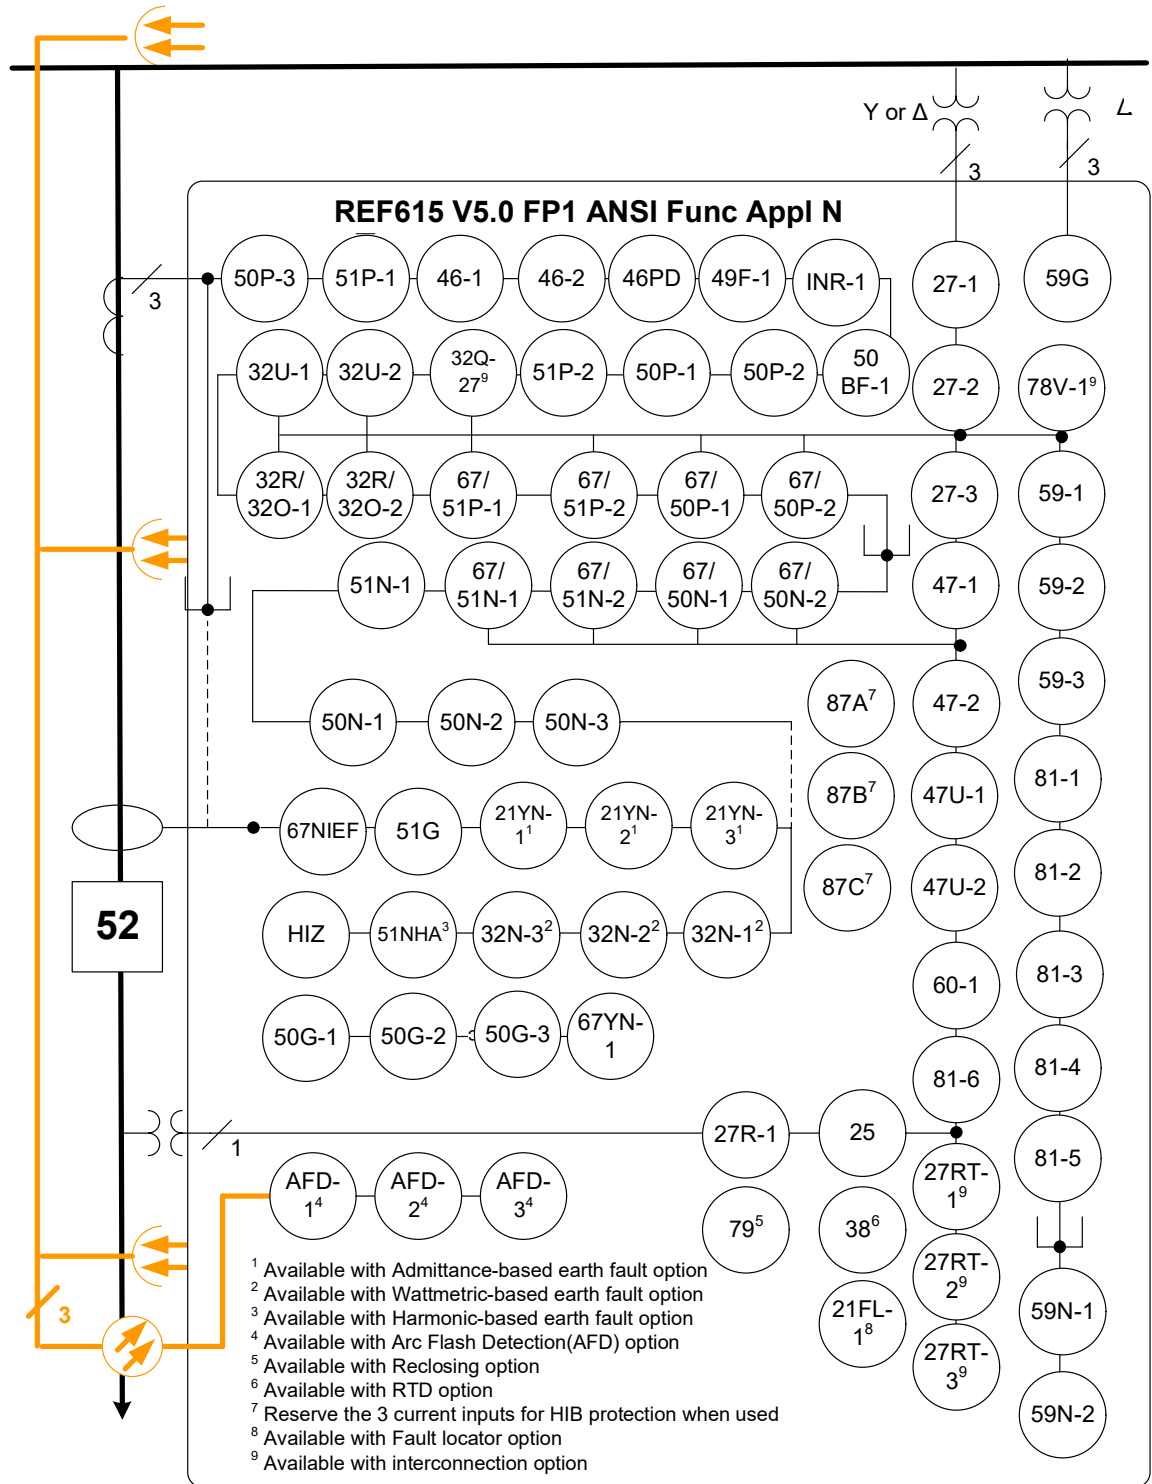 Y or Δ
3
3
REF615 V5.0 FP1 ANSI Func Appl N
3
50P-3 51P-1 46-1 46-2 46PD 49F-1 INR-1 27-1 59G
32U-1 32U-2 32Q-27⁹ 51P-2 50P-1 50P-2 50 BF-1 27-2 78V-1⁹
32R/32O-1 32R/32O-2 67/51P-1 67/51P-2 67/50P-1 67/50P-2 27-3 59-1
51N-1 67/51N-1 67/51N-2 67/50N-1 67/50N-2 47-1 59-2
50N-1 50N-2 50N-3 87A⁷ 47-2 59-3
87B⁷ 47U-1 81-1
67NIEF 51G 21YN-1¹ 21YN-2¹ 21YN-3¹
87C⁷ 47U-2 81-2
52
HIZ 51NHA³ 32N-3² 32N-2² 32N-1²
60-1 81-3
50G-1 50G-2 50G-3 67YN-1
81-6 81-4
1
27R-1 25 81-5
AFD-1⁴ AFD-2⁴ AFD-3⁴ 27RT-1⁹
79⁵ 38⁶
27RT-2⁹
3
21FL-1⁸ 59N-1
27RT-3⁹
59N-2
¹ Available with Admittance-based earth fault option
² Available with Wattmetric-based earth fault option
³ Available with Harmonic-based earth fault option
⁴ Available with Arc Flash Detection(AFD) option
⁵ Available with Reclosing option
⁶ Available with RTD option
⁷ Reserve the 3 current inputs for HIB protection when used
⁸ Available with Fault locator option
⁹ Available with interconnection option